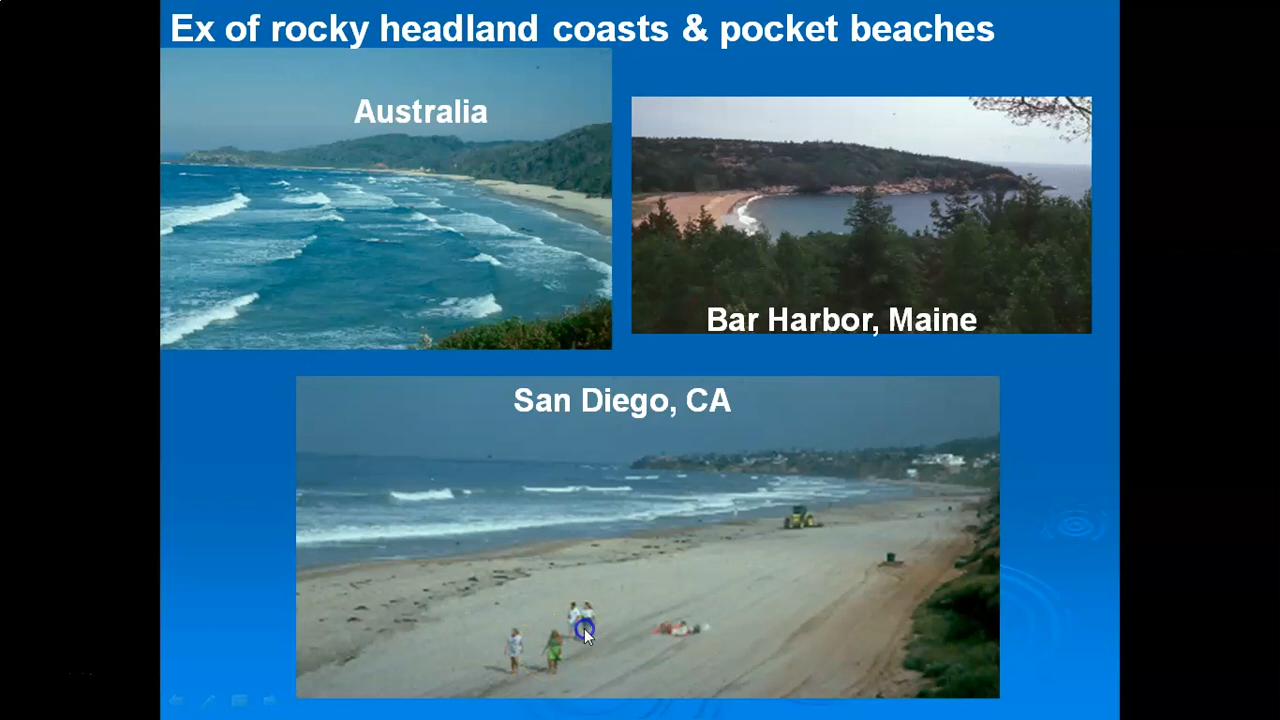 Ex of rocky headland coasts & pocket beaches
Australia
Bar Harbor, Maine
San Diego, CA